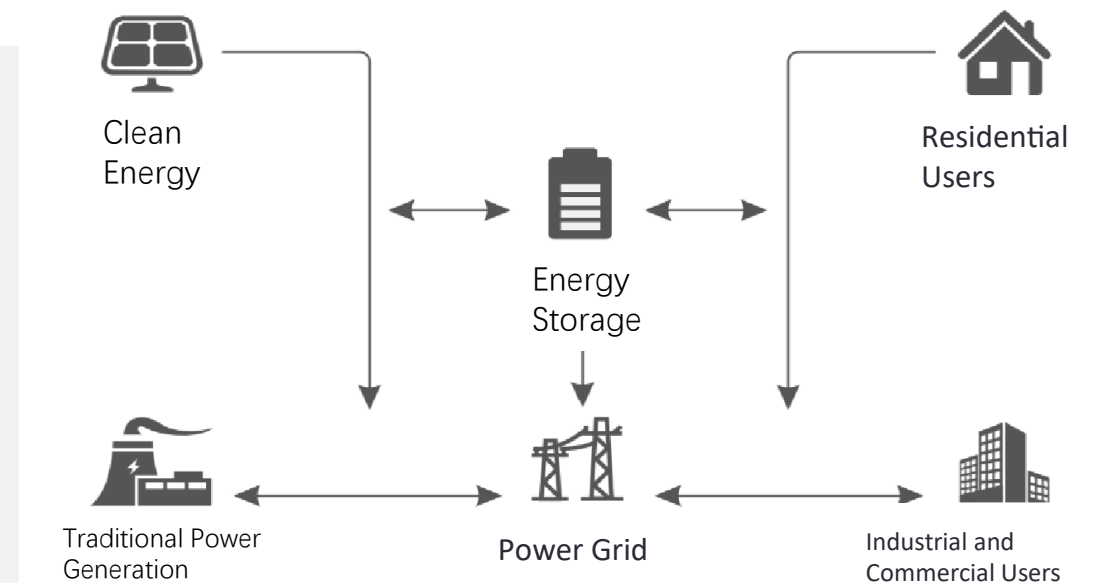 Clean
Energy
Residential
Users
Energy
Storage
Traditional Power
Generation
Power Grid
Industrial and
Commercial Users